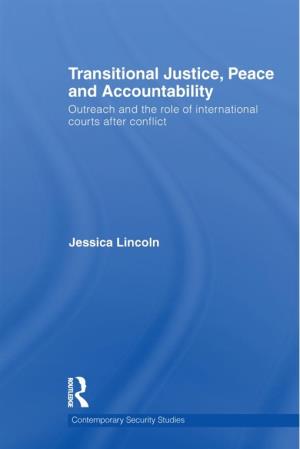 Transitional Justice, Peace
and Accountability
Outreach and the role of international
courts after conflict
Jessica Lincoln
ROUTLEDGE
Contemporary Security Studies